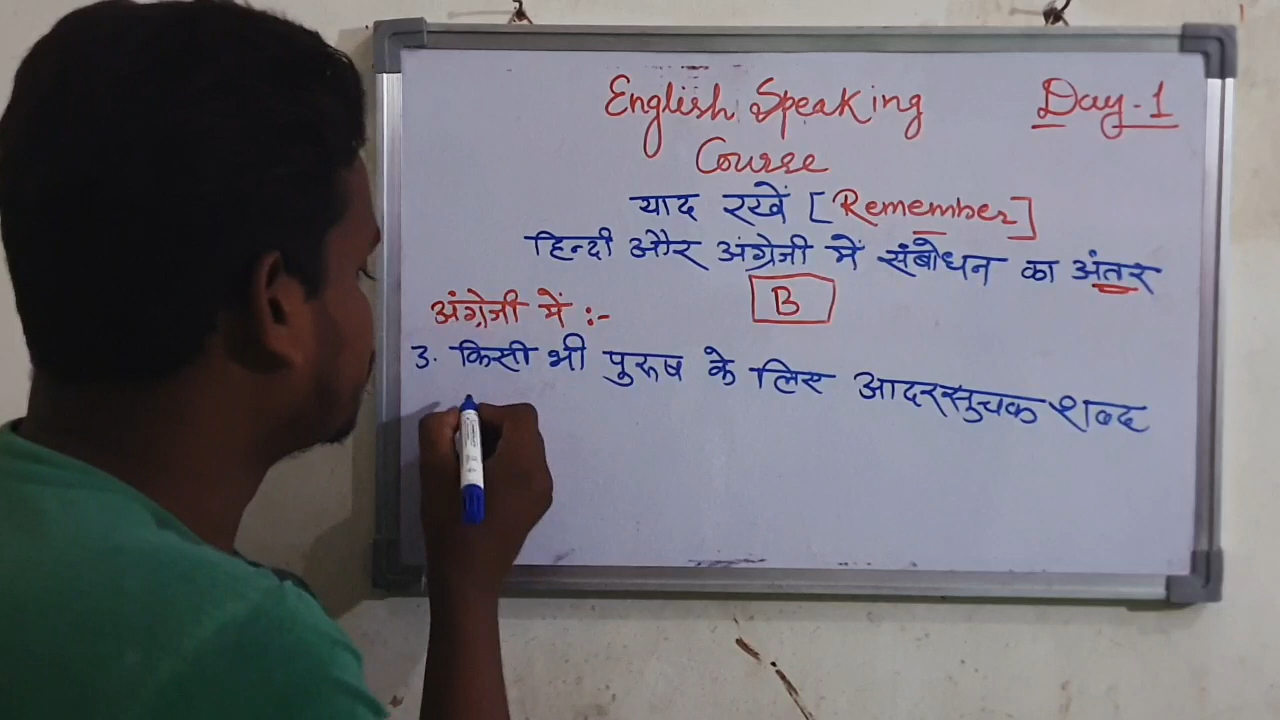 English Speaking Day-1
Course
याद रखें [Remember]
हिन्दी और अंग्रेजी में संबोधन का अंतर
B
अंग्रेजी में :-
3. किसी भी पुरुष के लिए आदरसुचक शब्द